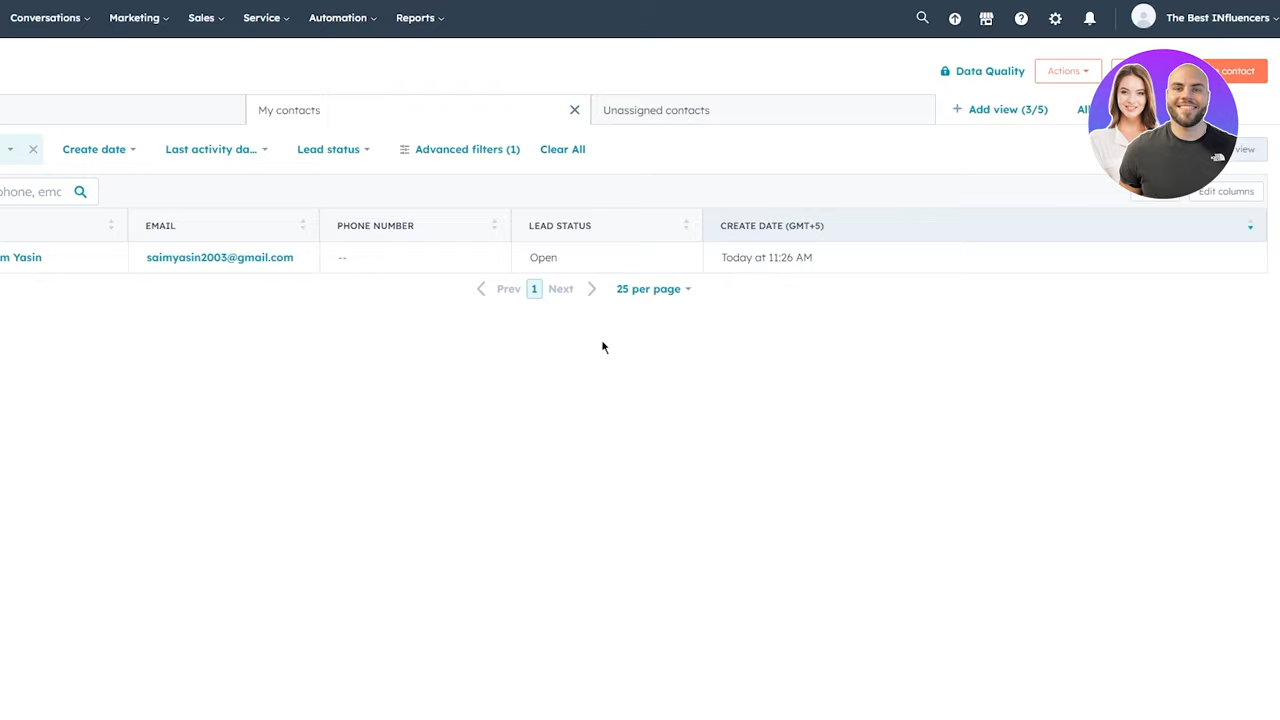 Conversations Marketing Sales Service Automation Reports The Best INfluencers
Data Quality Actions contact
My contacts Unassigned contacts + Add view (3/5) All
Create date Last activity da... Lead status Advanced filters (1) Clear All view
phone, emc Edit columns
EMAIL PHONE NUMBER LEAD STATUS CREATE DATE (GMT+5)
m Yasin saimyasin2003@gmail.com -- Open Today at 11:26 AM
Prev 1 Next 25 per page